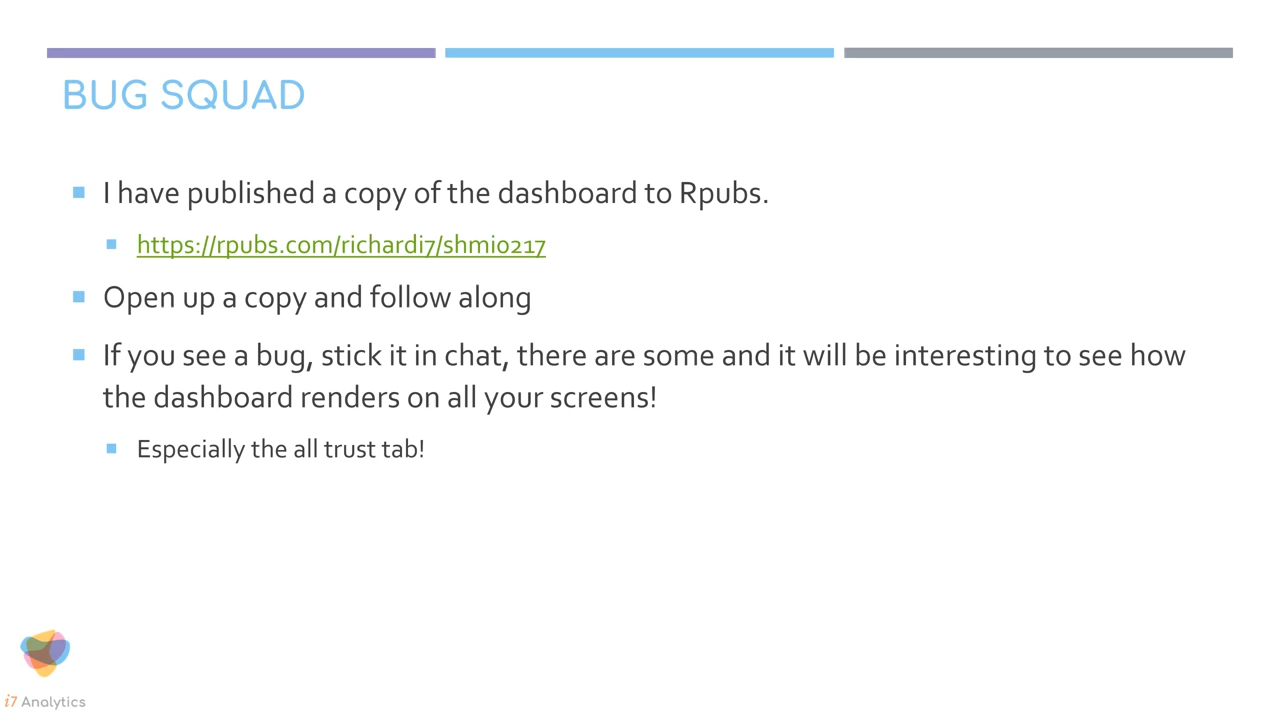 BUG SQUAD
I have published a copy of the dashboard to Rpubs.
https://rpubs.com/richardi7/shmi0217
Open up a copy and follow along
If you see a bug, stick it in chat, there are some and it will be interesting to see how
the dashboard renders on all your screens!
Especially the all trust tab!
i7 Analytics